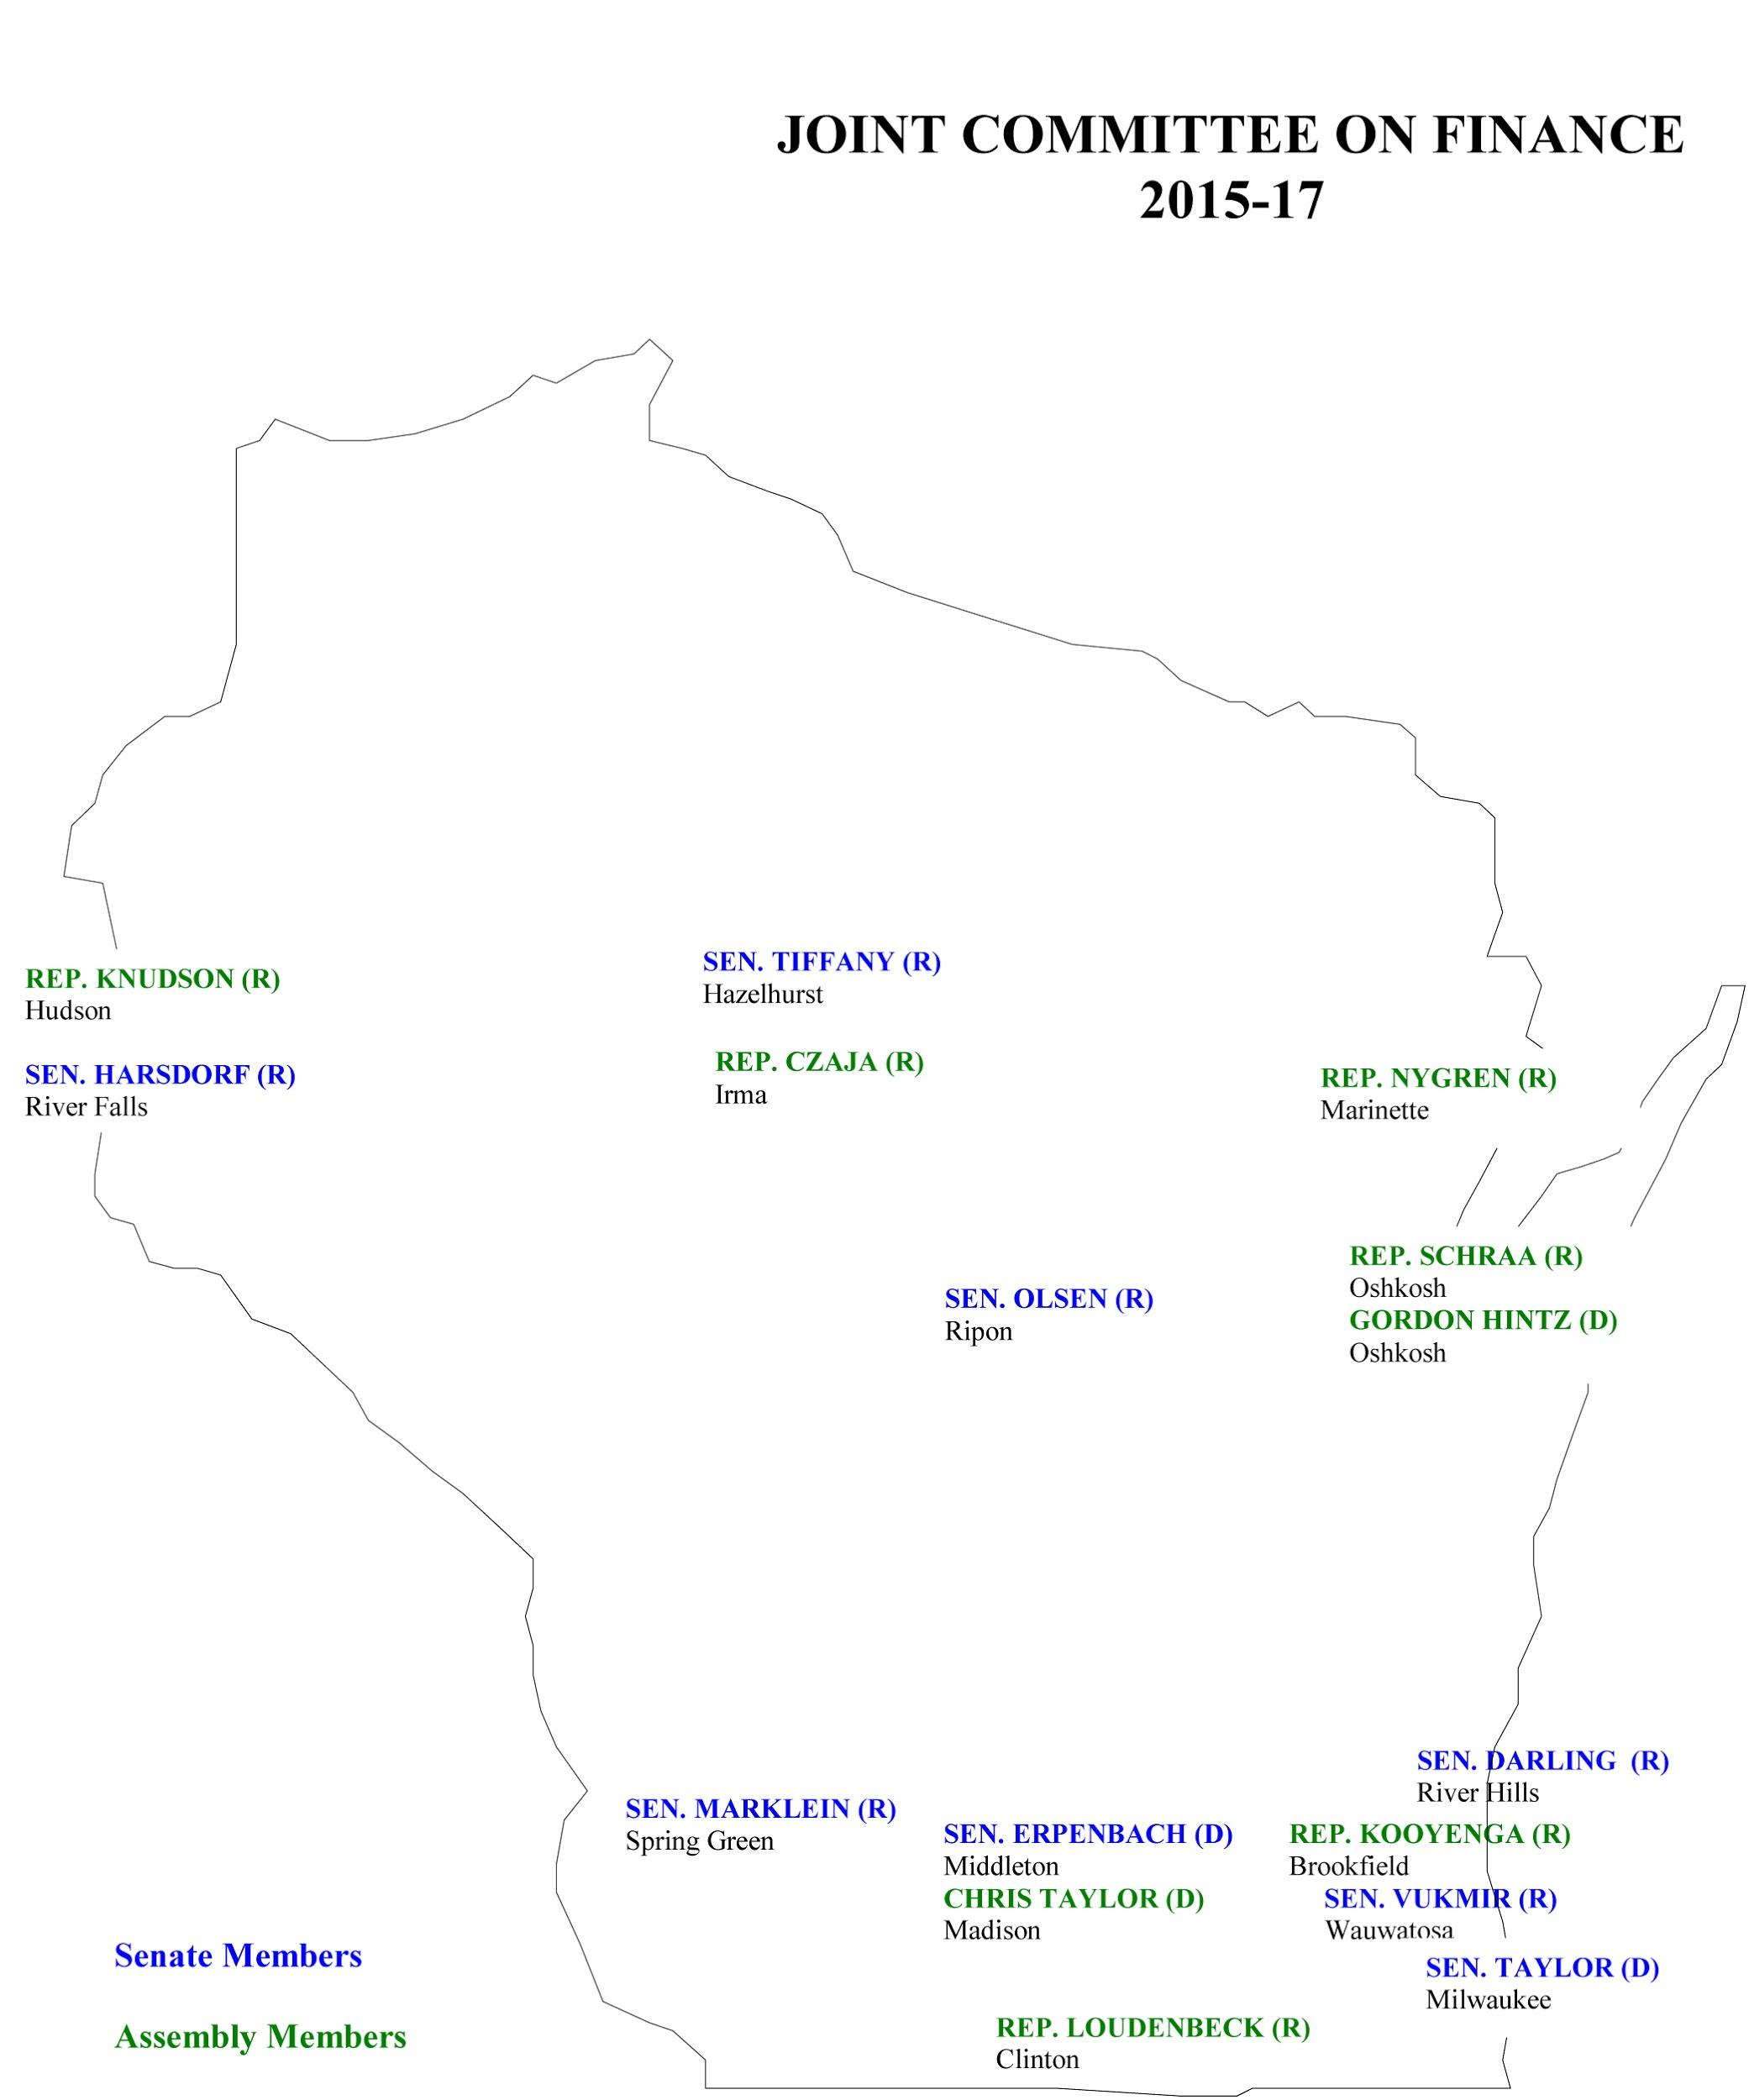 JOINT COMMITTEE ON FINANCE
2015-17
REP. KNUDSON (R)
Hudson
SEN. HARSDORF (R)
River Falls
SEN. TIFFANY (R)
Hazelhurst
REP. CZAJA (R)
Irma
REP. NYGREN (R)
Marinette
SEN. OLSEN (R)
Ripon
REP. SCHRAA (R)
Oshkosh
GORDON HINTZ (D)
Oshkosh
SEN. MARKLEIN (R)
Spring Green
SEN. ERPENBACH (D)
Middleton
CHRIS TAYLOR (D)
Madison
SEN. DARLING (R)
River Hills
REP. KOOYENGA (R)
Brookfield
SEN. VUKMIR (R)
Wauwatosa
SEN. TAYLOR (D)
Milwaukee
REP. LOUDENBECK (R)
Clinton
Senate Members
Assembly Members